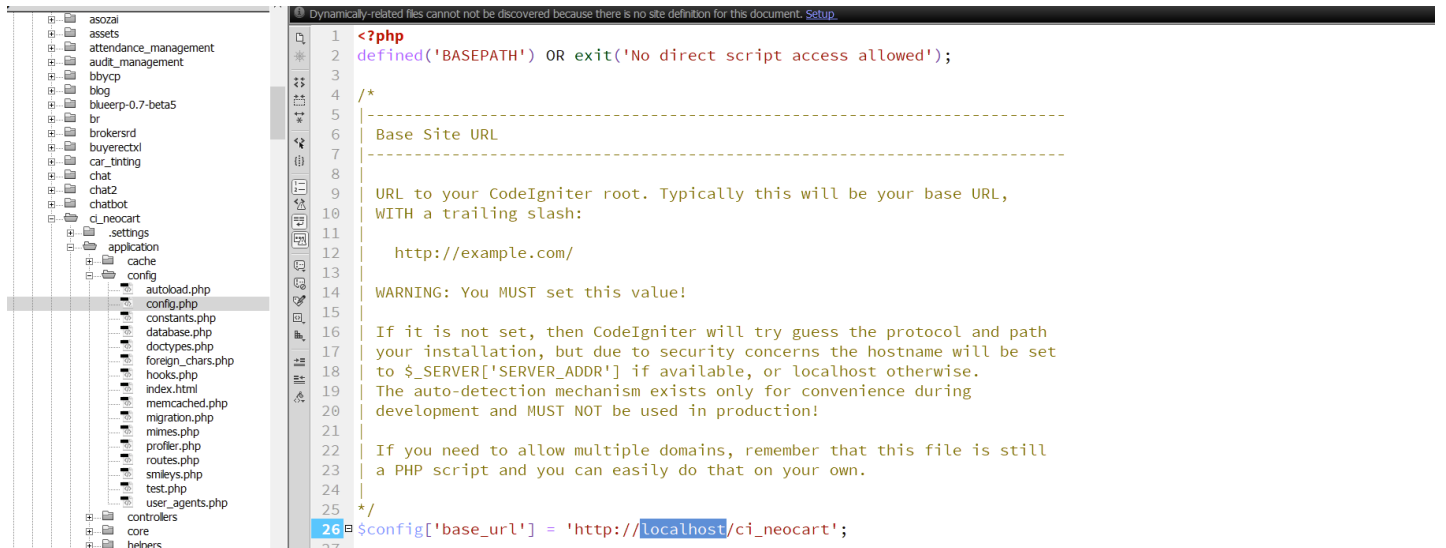 asozai
assets
attendance_management
audit_management
bbycp
blog
blueerp-0.7-beta5
br
brokersrd
buyerectxl
car_tinting
chat
chat2
chatbot
ci_neocart
.settings
application
cache
config
autoload.php
config.php
constants.php
database.php
doctypes.php
foreign_chars.php
hooks.php
index.html
memcached.php
migration.php
mimes.php
profiler.php
routes.php
smileys.php
test.php
user_agents.php
controllers
core
helpers
Dynamically-related files cannot not be discovered because there is no site definition for this document. Setup
1 <?php
2 defined('BASEPATH') OR exit('No direct script access allowed');
3
4 /*
5 |--------------------------------------------------------------------------
6 | Base Site URL
7 |--------------------------------------------------------------------------
8 |
9 | URL to your CodeIgniter root. Typically this will be your base URL,
10 | WITH a trailing slash:
11 |
12 | http://example.com/
13 |
14 | WARNING: You MUST set this value!
15 |
16 | If it is not set, then CodeIgniter will try guess the protocol and path
17 | your installation, but due to security concerns the hostname will be set
18 | to $_SERVER['SERVER_ADDR'] if available, or localhost otherwise.
19 | The auto-detection mechanism exists only for convenience during
20 | development and MUST NOT be used in production!
21 |
22 | If you need to allow multiple domains, remember that this file is still
23 | a PHP script and you can easily do that on your own.
24 |
25 */
26 $config['base_url'] = 'http://localhost/ci_neocart';
27